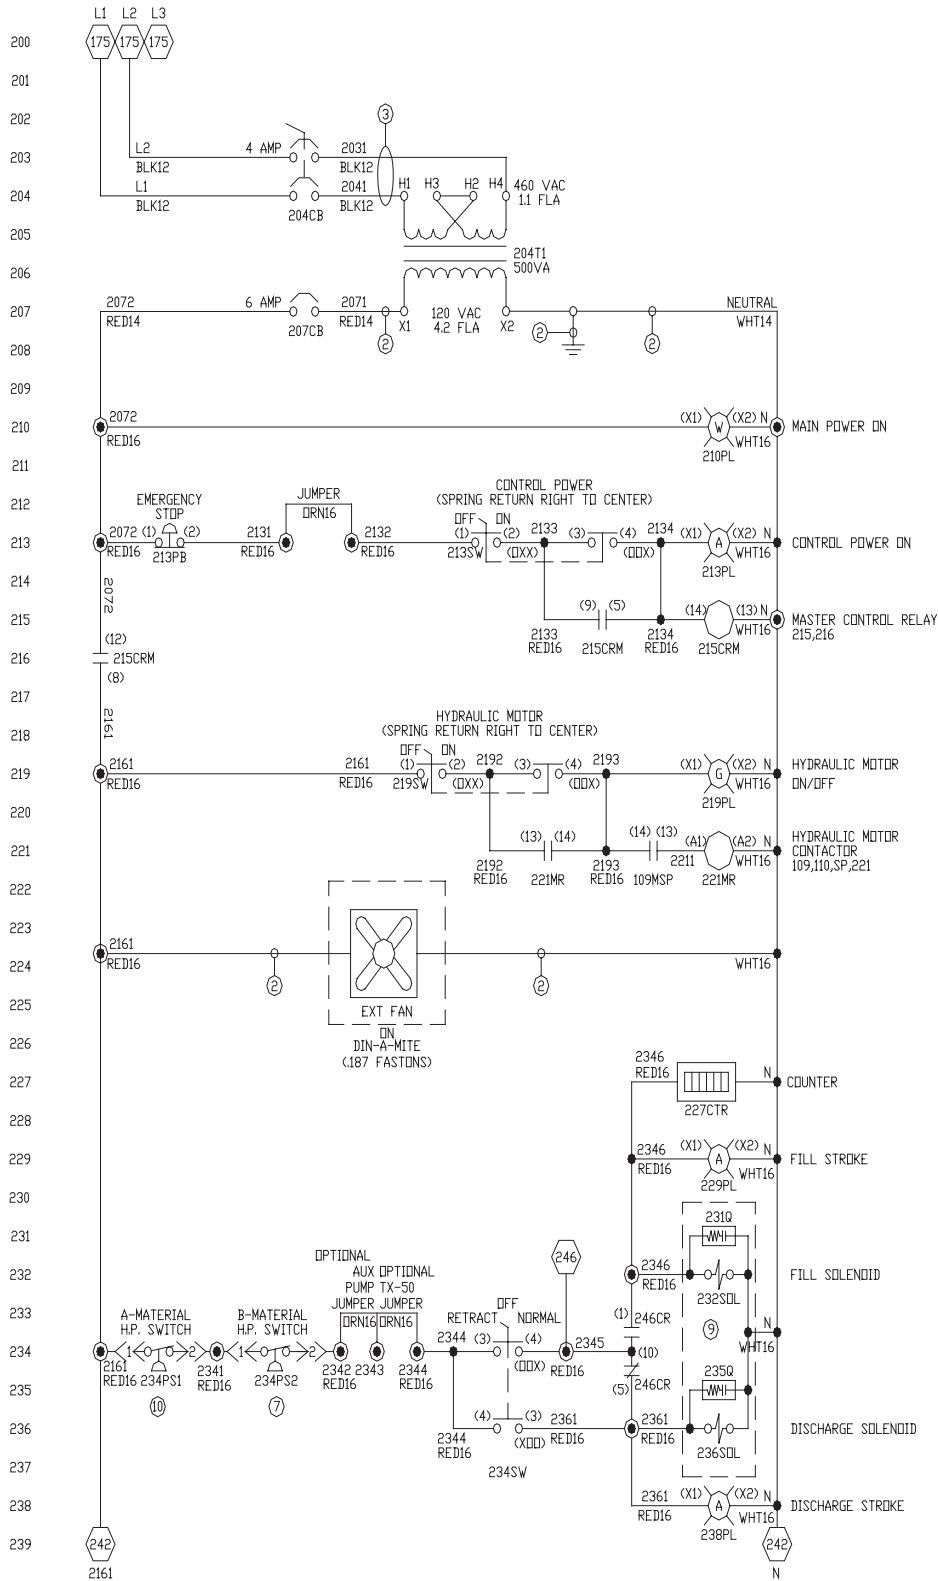 L1 L2 L3
200 175 175 175
201
202
3
203 L2 4 AMP 2031
BLK12 BLK12
204 L1 2041 H1 H3 H2 H4 460 VAC
BLK12 204CB BLK12 1.1 FLA
205
204T1
500VA
206
207 2072 6 AMP 2071 NEUTRAL
RED14 207CB RED14 X1 120 VAC X2 WHT14
4.2 FLA
2 2 2
208
209
210 2072 (X1) W (X2) N MAIN POWER ON
RED16 210PL WHT16
211
212 EMERGENCY JUMPER CONTROL POWER
STOP ORN16 (SPRING RETURN RIGHT TO CENTER)
OFF ON
213 2072 (1) (2) 2131 2132 (1) (2) 2133 (3) (4) 2134 (X1) A (X2) N CONTROL POWER ON
RED16 213PB RED16 RED16 213SW (OXX) (OOX) 213PL WHT16
214 2072
215 (9) (5) (14) (13) N MASTER CONTROL RELAY
2133 215CRM 2134 215CRM WHT16 215,216
RED16 RED16
(12)
216 215CRM
(8)
217
218 2161 HYDRAULIC MOTOR
(SPRING RETURN RIGHT TO CENTER)
OFF ON
219 2161 2161 (1) (2) 2192 (3) (4) 2193 (X1) G (X2) N HYDRAULIC MOTOR
RED16 RED16 219SW (OXX) (OOX) 219PL WHT16 ON/OFF
220
221 (13) (14) (14) (13) (A1) (A2) N HYDRAULIC MOTOR
2192 221MR 2193 109MSP 2211 221MR WHT16 CONTACTOR
RED16 RED16 109,110,SP,221
222
223
2161
224 RED16 WHT16
2 2
225
EXT FAN
226 ON
DIN-A-MITE
(.187 FASTONS)
2346
227 RED16 N COUNTER
227CTR
228
229 2346 (X1) A (X2) N FILL STROKE
RED16 229PL WHT16
230
231 231Q
OPTIONAL 246
232 2346 FILL SOLENOID
RED16 232SOL
AUX OPTIONAL
PUMP TX-50
JUMPER JUMPER OFF
233 A-MATERIAL B-MATERIAL ORN16 ORN16 RETRACT NORMAL (1) 246CR 9 N
H.P. SWITCH H.P. SWITCH WHT16
234 1 2 1 2 2344 (3) (4) 2345 (10)
2161 234PS1 2341 234PS2 2342 2343 2344 (OOX) RED16
RED16 RED16 RED16 RED16
235 10 7 (5) 246CR 235Q
236 (4) (3) 2361 2361 DISCHARGE SOLENOID
2344 (XOO) RED16 RED16 236SOL
RED16
237 234SW
238 2361 (X1) A (X2) N DISCHARGE STROKE
RED16 238PL WHT16
239 242 242
2161 N